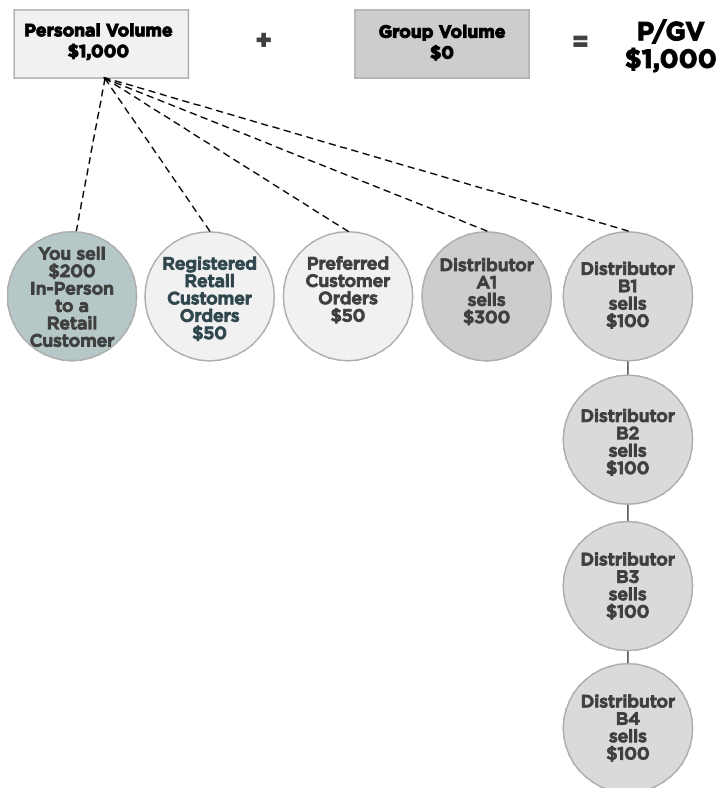 Personal Volume
$1,000
+
Group Volume
$0
=
P/GV
$1,000
You sell
$200
In-Person
to a
Retail
Customer
Registered
Retail
Customer
Orders
$50
Preferred
Customer
Orders
$50
Distributor
A1
sells
$300
Distributor
B1
sells
$100
Distributor
B2
sells
$100
Distributor
B3
sells
$100
Distributor
B4
sells
$100